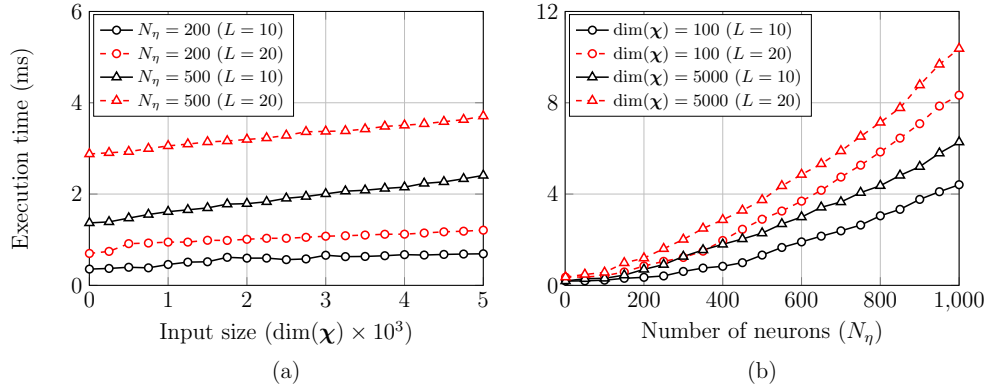 Execution time (ms)
6
4
2
0
N_η = 200 (L = 10)
N_η = 200 (L = 20)
N_η = 500 (L = 10)
N_η = 500 (L = 20)
0 1 2 3 4 5
Input size (dim(χ) × 10³)
(a)
12
8
4
0
dim(χ) = 100 (L = 10)
dim(χ) = 100 (L = 20)
dim(χ) = 5000 (L = 10)
dim(χ) = 5000 (L = 20)
0 200 400 600 800 1,000
Number of neurons (N_η)
(b)